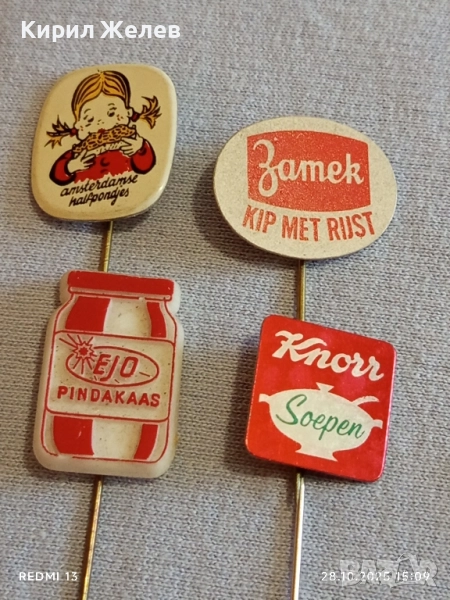 Кирил Желев
amsterdamse
halfpondjes
Zamek
KIP MET RIJST
EJO
PINDAKAAS
Knorr
Soepen
REDMI 13
28.10.2025 15:09
BAZAR